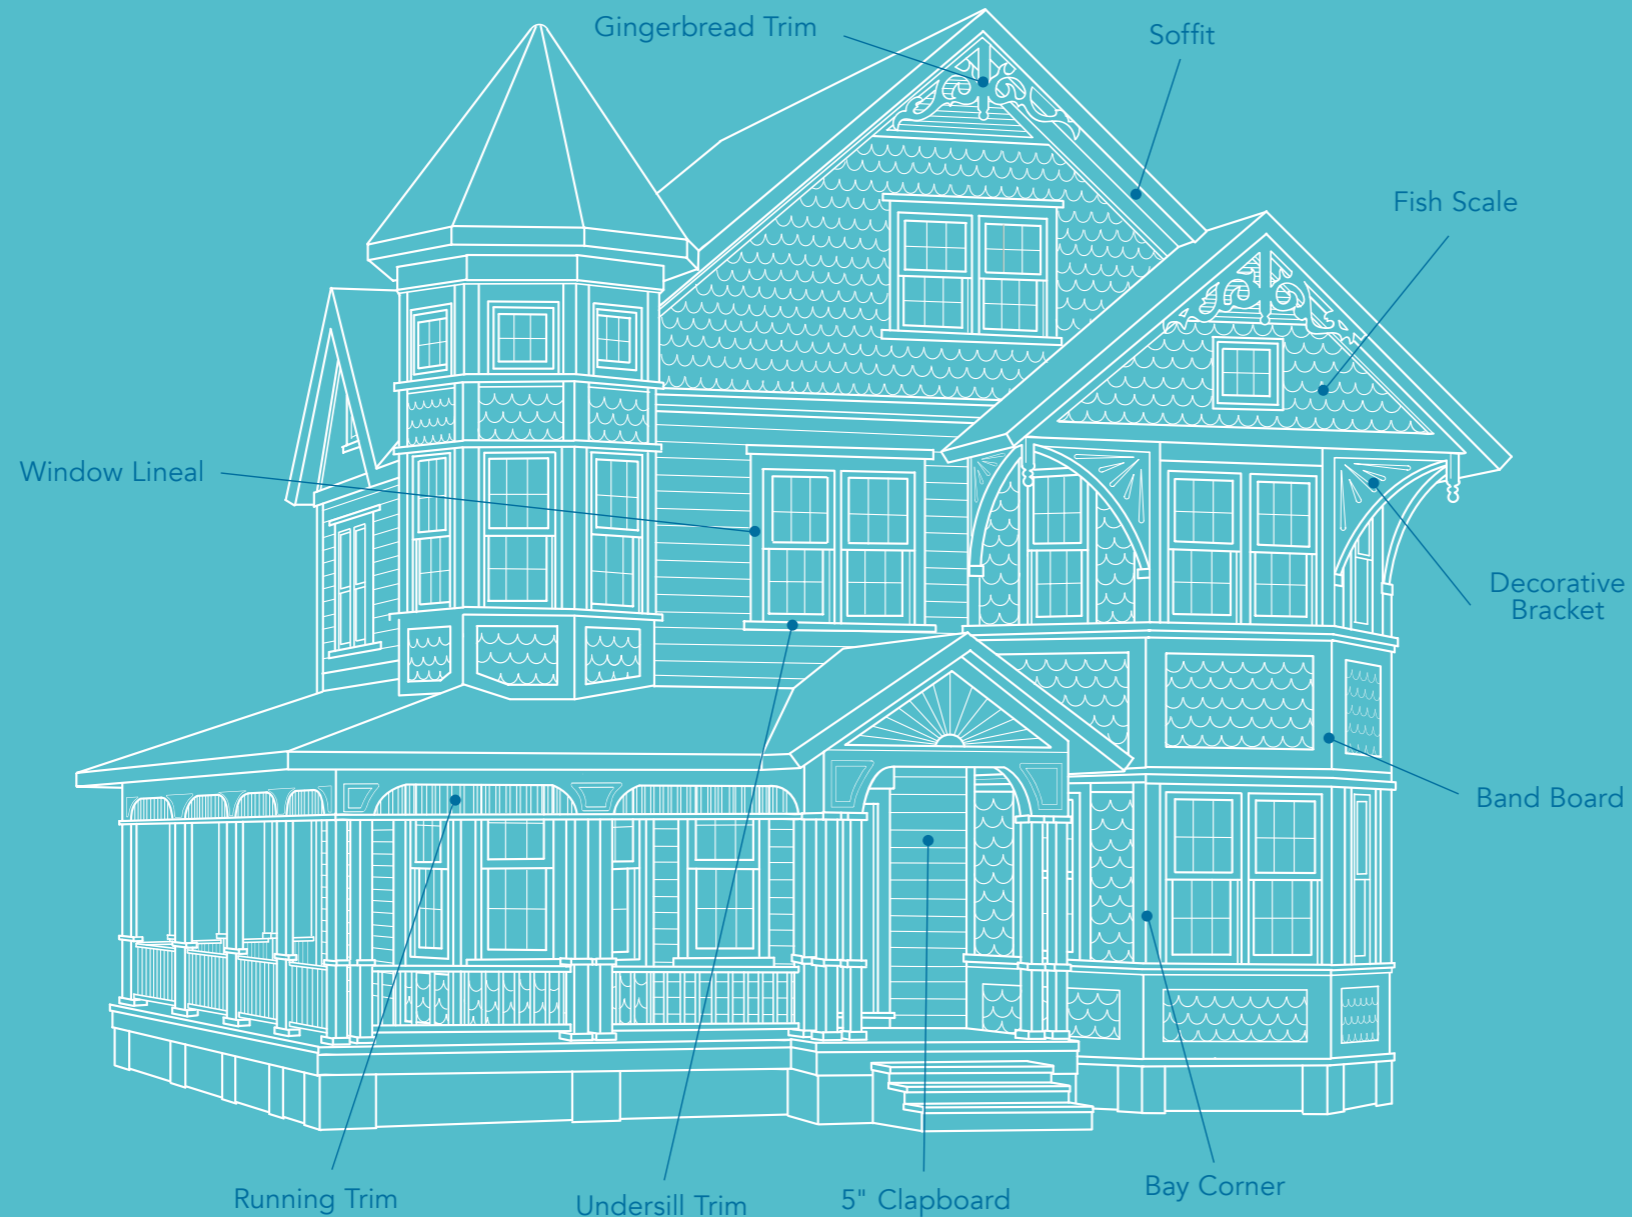 Gingerbread Trim
Soffit
Fish Scale
Window Lineal
Decorative
Bracket
Band Board
Running Trim
Undersill Trim
5" Clapboard
Bay Corner